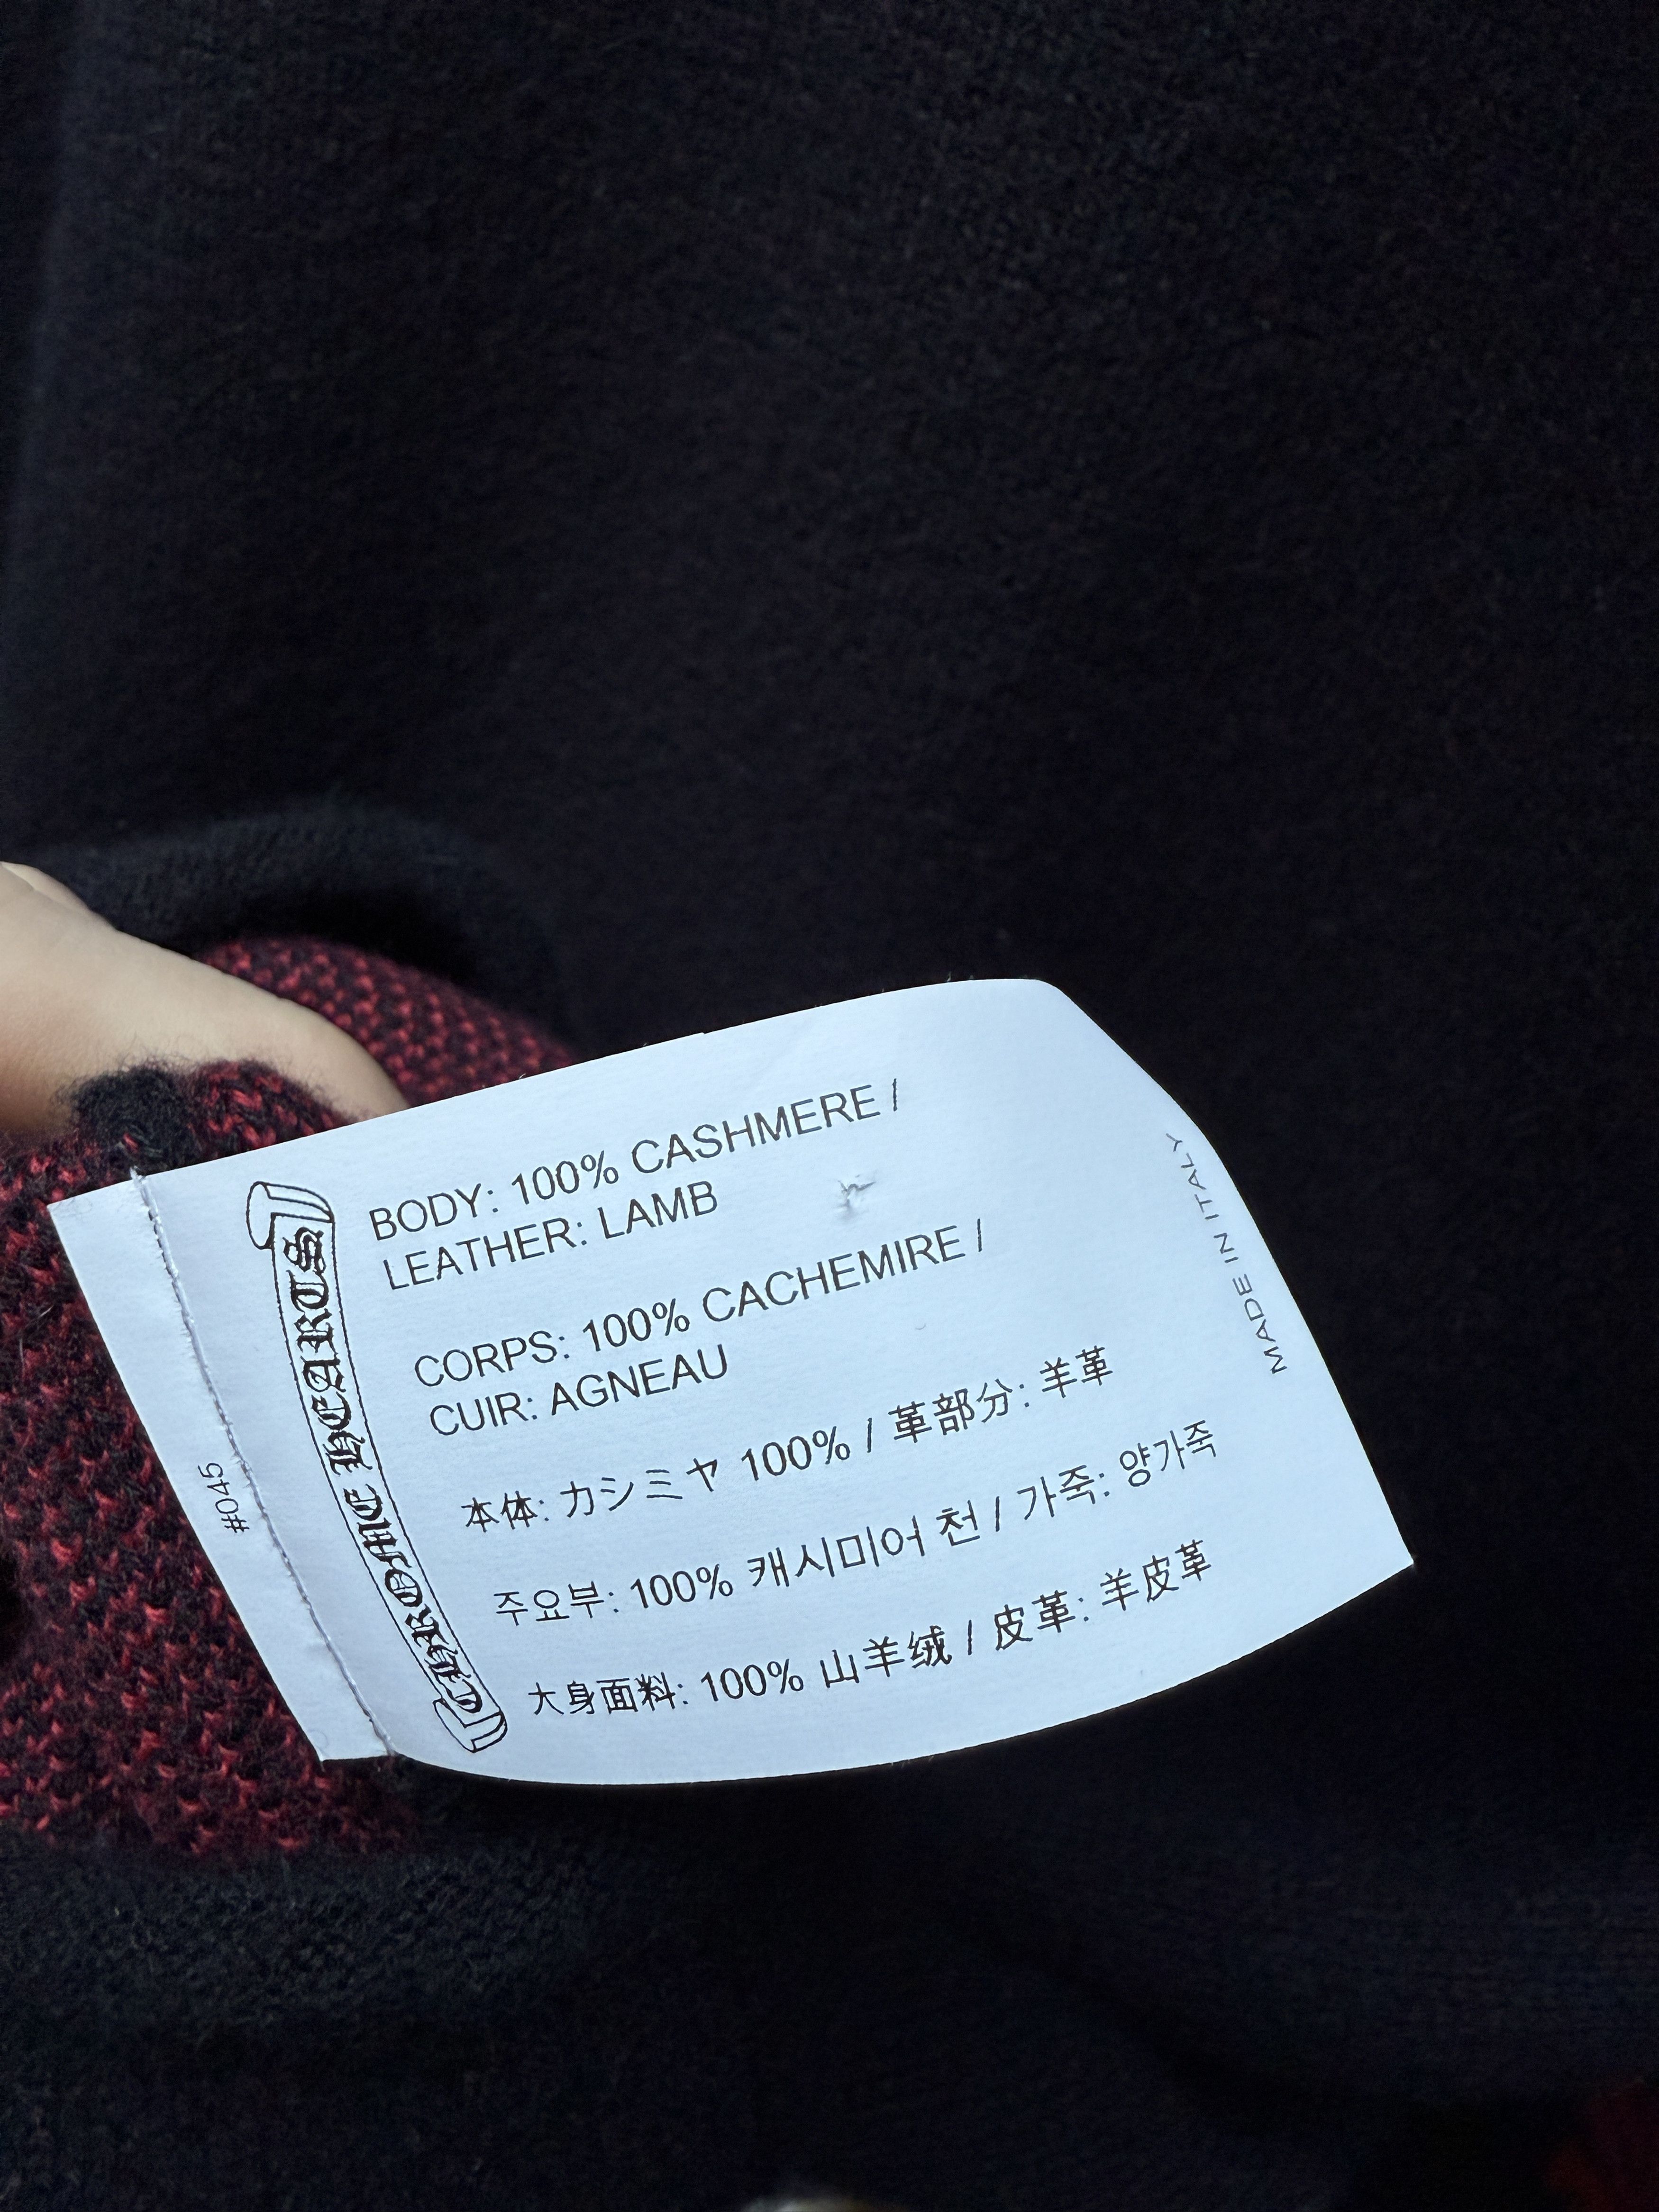 #045
CHROME HEARTS
BODY: 100% CASHMERE /
LEATHER: LAMB
CORPS: 100% CACHEMIRE /
CUIR: AGNEAU
本体: カシミヤ 100% / 革部分: 羊革
주요부: 100% 캐시미어 천 / 가죽: 양가죽
大身面料: 100% 山羊绒 / 皮革: 羊皮革
MADE IN ITALY